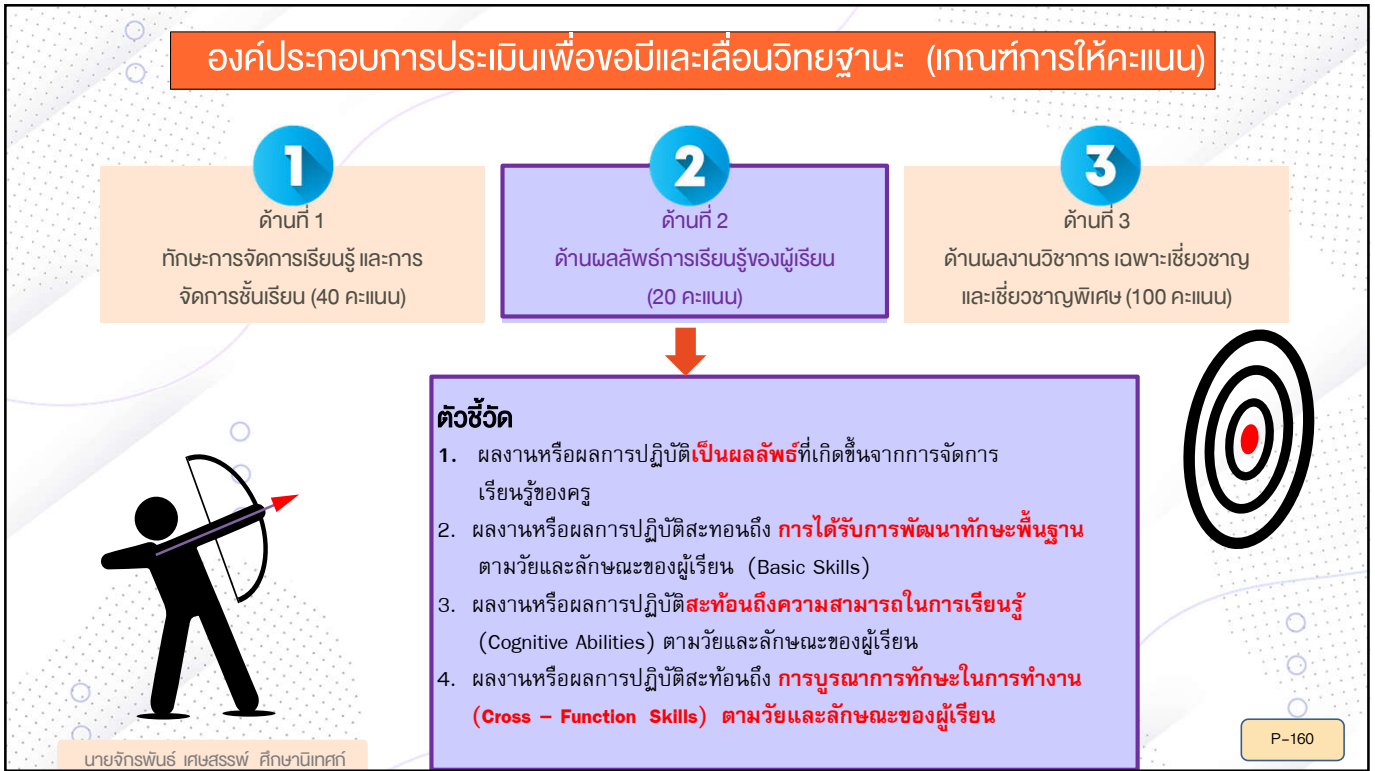 องค์ประกอบการประเมินเพื่อขอมีและเลื่อนวิทยฐานะ (เกณฑ์การให้คะแนน)
1
ด้านที่ 1
ทักษะการจัดการเรียนรู้ และการ
จัดการชั้นเรียน (40 คะแนน)
2
ด้านที่ 2
ด้านผลลัพธ์การเรียนรู้ของผู้เรียน
(20 คะแนน)
3
ด้านที่ 3
ด้านผลงานวิชาการ เฉพาะเชี่ยวชาญ
และเชี่ยวชาญพิเศษ (100 คะแนน)
ตัวชี้วัด
1. ผลงานหรือผลการปฏิบัติเป็นผลลัพธ์ที่เกิดขึ้นจากการจัดการ
เรียนรู้ของครู
2. ผลงานหรือผลการปฏิบัติสะทอนถึง การได้รับการพัฒนาทักษะพื้นฐาน
ตามวัยและลักษณะของผู้เรียน (Basic Skills)
3. ผลงานหรือผลการปฏิบัติสะท้อนถึงความสามารถในการเรียนรู้
(Cognitive Abilities) ตามวัยและลักษณะของผู้เรียน
4. ผลงานหรือผลการปฏิบัติสะท้อนถึง การบูรณาการทักษะในการทำงาน
(Cross – Function Skills) ตามวัยและลักษณะของผู้เรียน
นายจักรพันธ์ เศษสรรพ์ ศึกษานิเทศก์
P-160